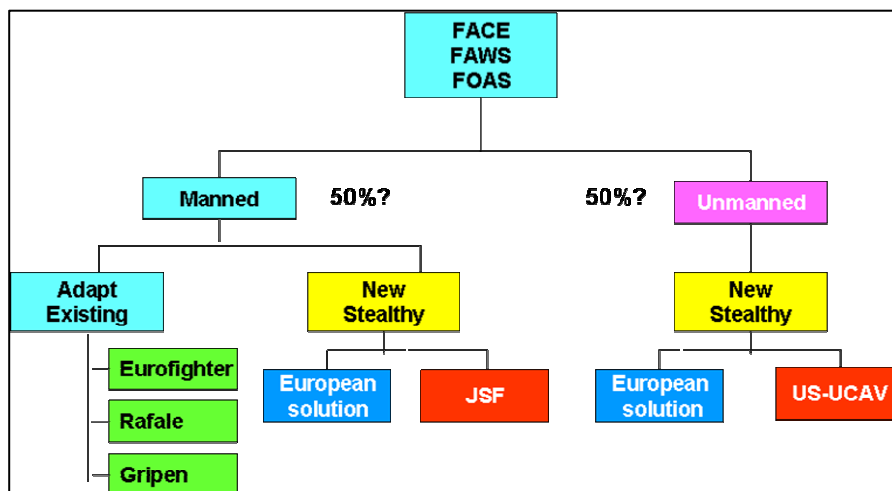 FACE
FAWS
FOAS
Manned
50%?
50%?
Unmanned
Adapt
Existing
New
Stealthy
New
Stealthy
Eurofighter
Rafale
Gripen
European
solution
JSF
European
solution
US-UCAV